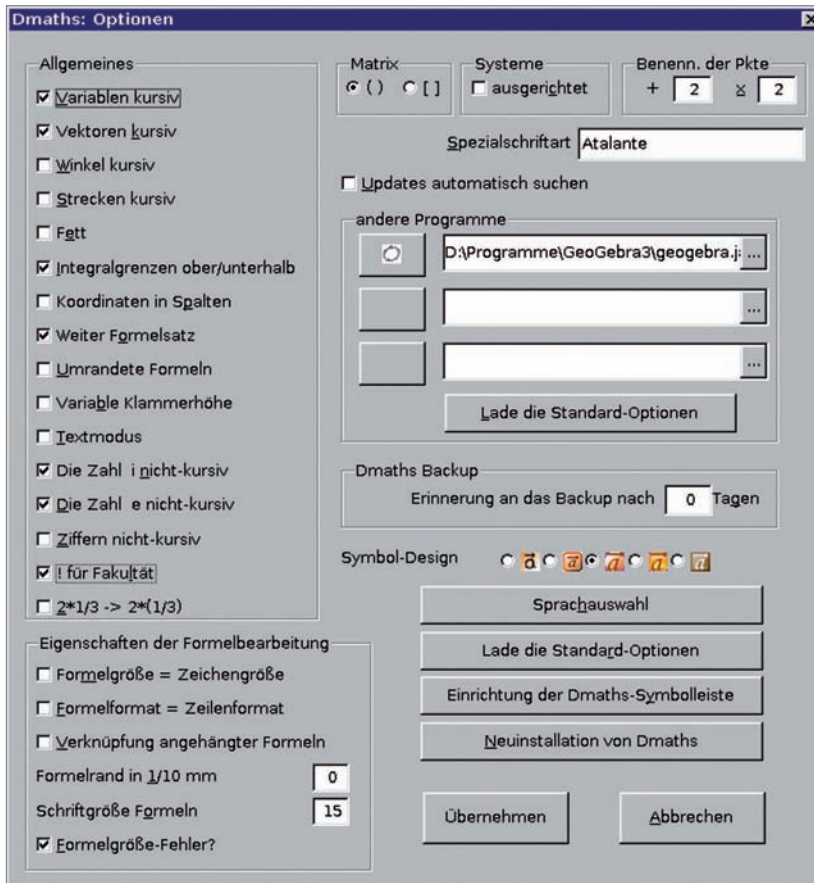 Dmaths: Optionen
Allgemeines
Variablen kursiv
Vektoren kursiv
Winkel kursiv
Strecken kursiv
Fett
Integralgrenzen ober/unterhalb
Koordinaten in Spalten
Weiter Formelsatz
Umrandete Formeln
Variable Klammerhöhe
Textmodus
Die Zahl i nicht-kursiv
Die Zahl e nicht-kursiv
Ziffern nicht-kursiv
! für Fakultät
2*1/3 -> 2*(1/3)
Eigenschaften der Formelbearbeitung
Formelgröße = Zeichengröße
Formelformat = Zeilenformat
Verknüpfung angehängter Formeln
Formelrand in 1/10 mm 0
Schriftgröße Formeln 15
Formelgröße-Fehler?
Matrix
( ) [ ]
Systeme
ausgerichtet
Benenn. der Pkte
+ 2 x 2
Spezialschriftart Atalante
Updates automatisch suchen
andere Programme
D:\Programme\GeoGebra3\geogebra.j ...
...
...
Lade die Standard-Optionen
Dmaths Backup
Erinnerung an das Backup nach 0 Tagen
Symbol-Design a a a a a
Sprachauswahl
Lade die Standard-Optionen
Einrichtung der Dmaths-Symbolleiste
Neuinstallation von Dmaths
Übernehmen Abbrechen